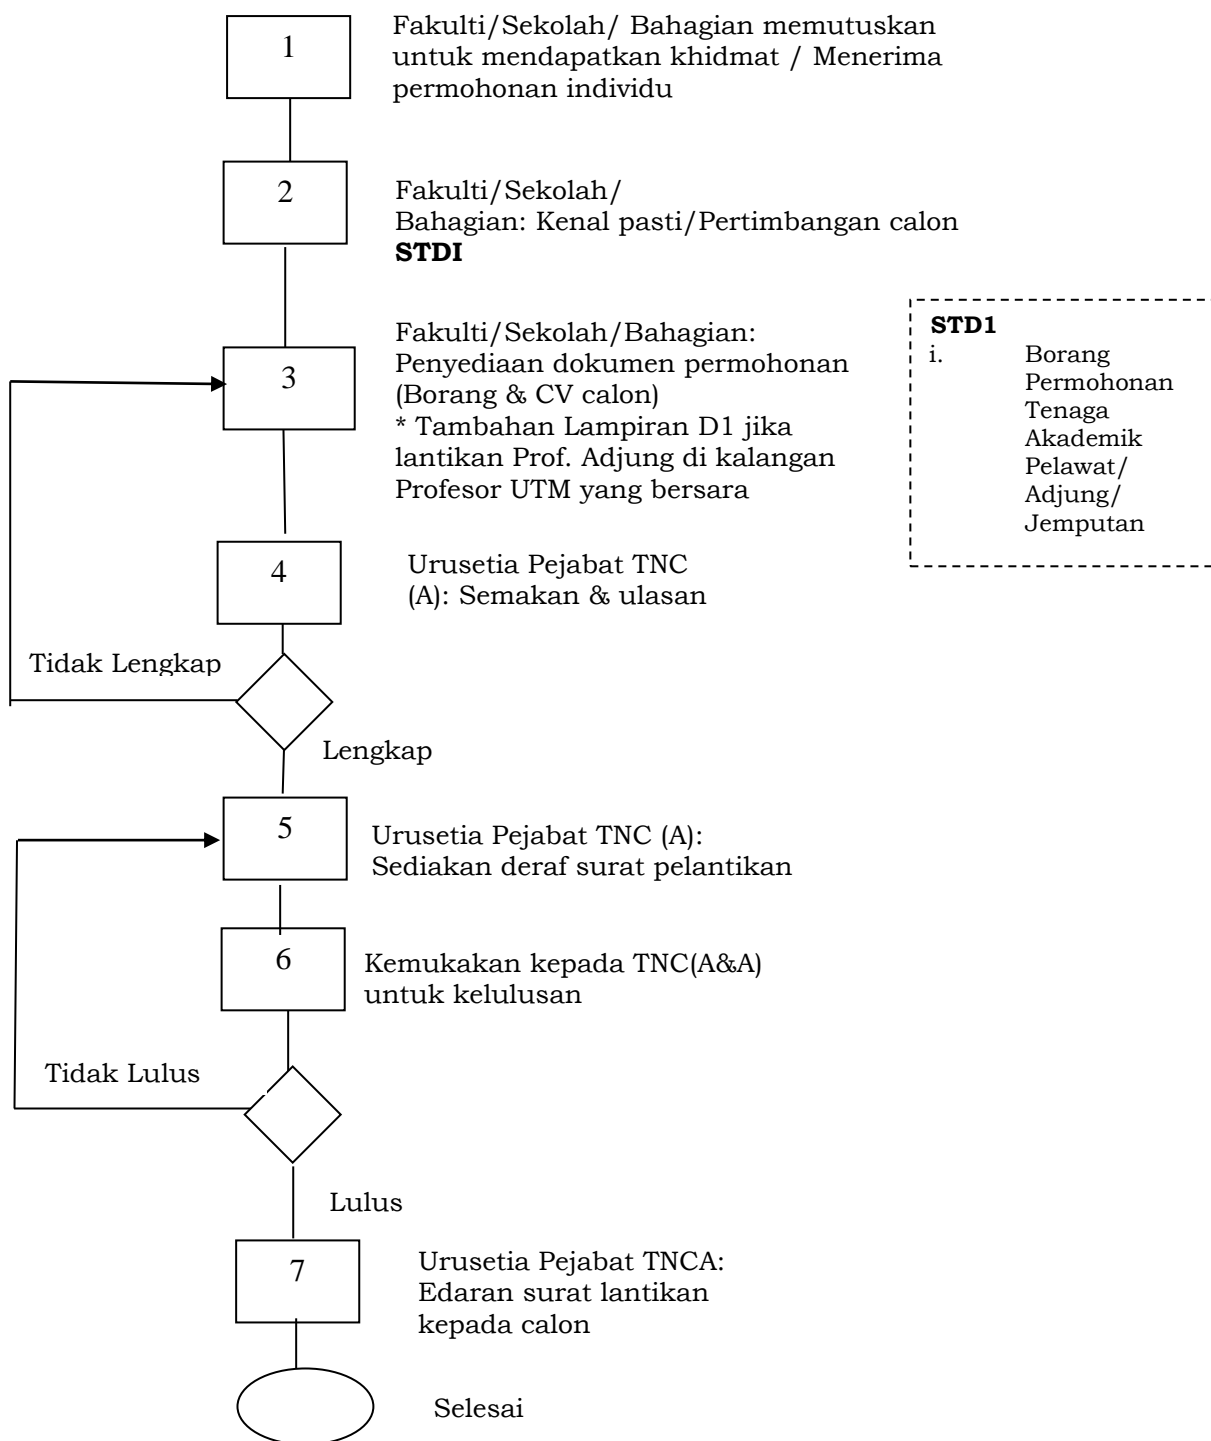 1
Fakulti/Sekolah/ Bahagian memutuskan
untuk mendapatkan khidmat / Menerima
permohonan individu
2
Fakulti/Sekolah/
Bahagian: Kenal pasti/Pertimbangan calon
STDI
3
Fakulti/Sekolah/Bahagian:
Penyediaan dokumen permohonan
(Borang & CV calon)
* Tambahan Lampiran D1 jika
lantikan Prof. Adjung di kalangan
Profesor UTM yang bersara
STD1
i. Borang
Permohonan
Tenaga
Akademik
Pelawat/
Adjung/
Jemputan
4
Urusetia Pejabat TNC
(A): Semakan & ulasan
Tidak Lengkap
Lengkap
5
Urusetia Pejabat TNC (A):
Sediakan deraf surat pelantikan
6
Kemukakan kepada TNC(A&A)
untuk kelulusan
Tidak Lulus
Lulus
7
Urusetia Pejabat TNCA:
Edaran surat lantikan
kepada calon
Selesai